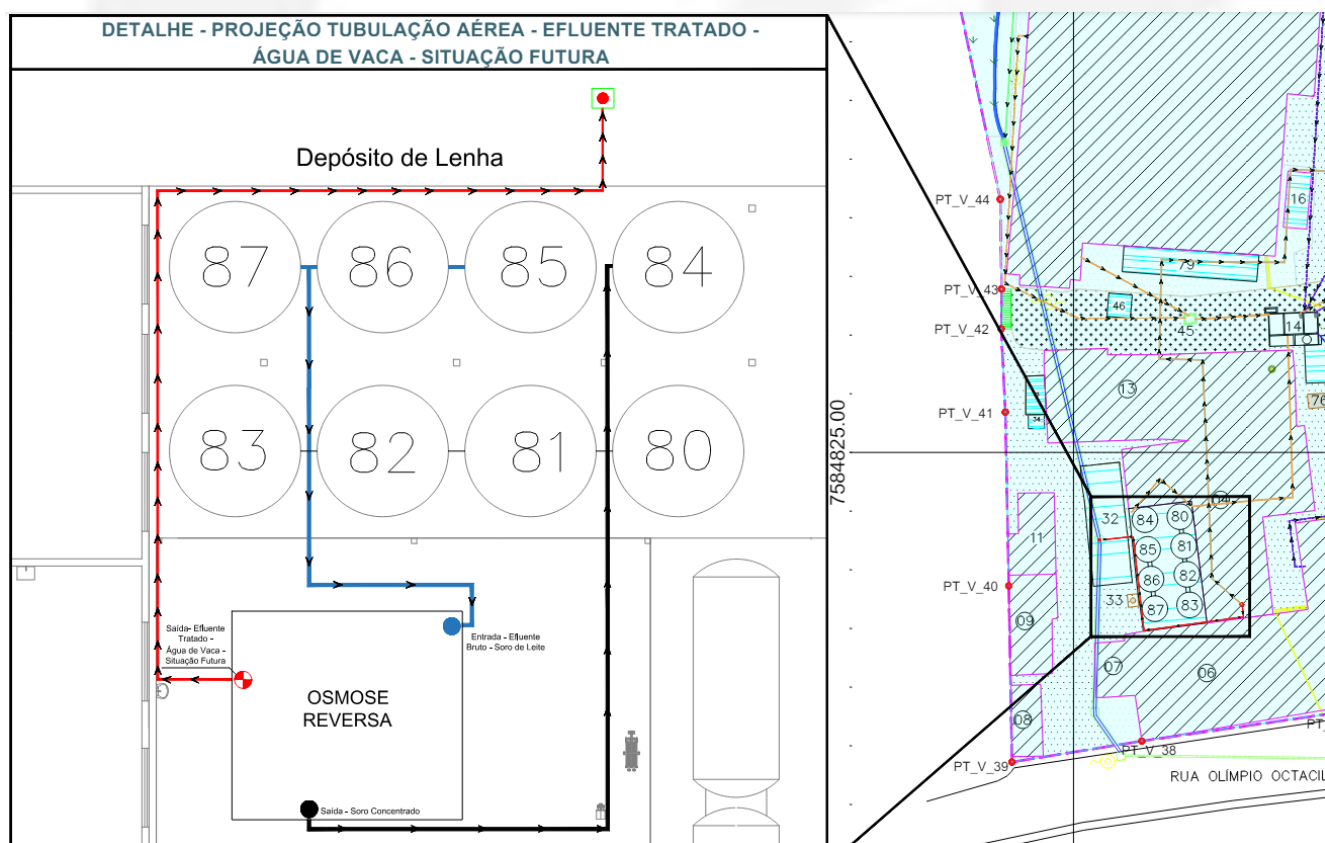 DETALHE - PROJEÇÃO TUBULAÇÃO AÉREA - EFLUENTE TRATADO -
ÁGUA DE VACA - SITUAÇÃO FUTURA
Depósito de Lenha
87 86 85 84
83 82 81 80
Saída- Efluente
Tratado -
Água de Vaca -
Situação Futura
Entrada - Efluente
Bruto - Soro de Leite
OSMOSE
REVERSA
Saída - Soro Concentrado
7584825.00
PT_V_44
16
79
PT_V_43
46
45
14
PT_V_42
13
76
PT_V_41
34
32
84 80
85 81
11
86 82
PT_V_40
33
87 83
09
07
06
08
PT_V_38
PT_V_39
RUA OLÍMPIO OCTACIL